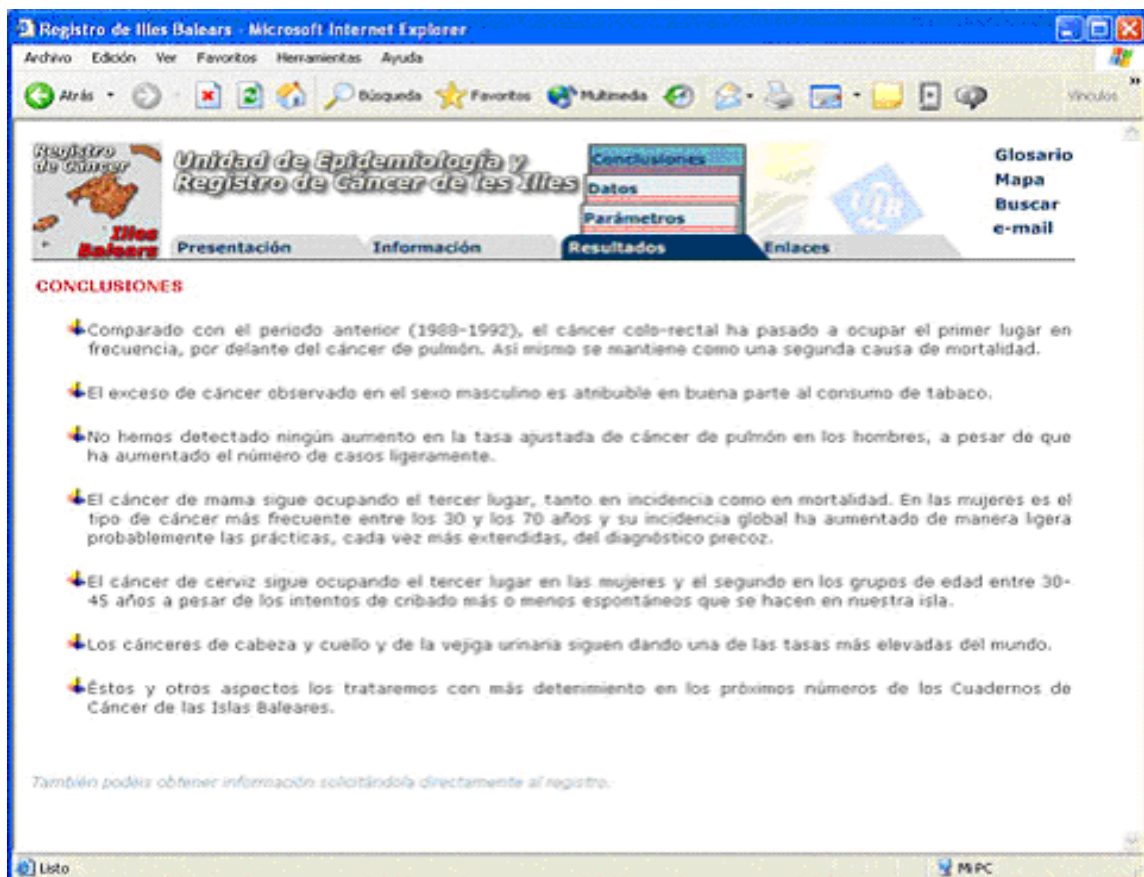 Registro de Illes Balears - Microsoft Internet Explorer
Archivo Edición Ver Favoritos Herramientas Ayuda
Atrás Búsqueda Favoritos Multimedia Vínculos
Registro
de Cáncer
Illes
Balears
Unidad de Epidemiología y
Registro de Cáncer de les Illes
Conclusiones
Datos
Parámetros
Glosario
Mapa
Buscar
e-mail
Presentación Información Resultados Enlaces
UIB
CONCLUSIONES
Comparado con el periodo anterior (1988-1992), el cáncer colo-rectal ha pasado a ocupar el primer lugar en
frecuencia, por delante del cáncer de pulmón. Así mismo se mantiene como una segunda causa de mortalidad.
El exceso de cáncer observado en el sexo masculino es atribuible en buena parte al consumo de tabaco.
No hemos detectado ningún aumento en la tasa ajustada de cáncer de pulmón en los hombres, a pesar de que
ha aumentado el número de casos ligeramente.
El cáncer de mama sigue ocupando el tercer lugar, tanto en incidencia como en mortalidad. En las mujeres es el
tipo de cáncer más frecuente entre los 30 y los 70 años y su incidencia global ha aumentado de manera ligera
probablemente las prácticas, cada vez más extendidas, del diagnóstico precoz.
El cáncer de cerviz sigue ocupando el tercer lugar en las mujeres y el segundo en los grupos de edad entre 30-
45 años a pesar de los intentos de cribado más o menos espontáneos que se hacen en nuestra isla.
Los cánceres de cabeza y cuello y de la vejiga urinaria siguen dando una de las tasas más elevadas del mundo.
Éstos y otros aspectos los trataremos con más detenimiento en los próximos números de los Cuadernos de
Cáncer de las Islas Baleares.
También podéis obtener información solicitándola directamente al registro.
Listo Mi PC